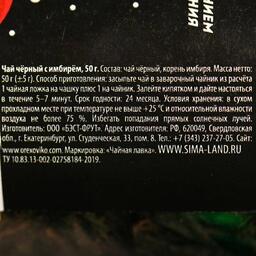 НИЕМ
НИЯ
Чай чёрный с имбирём, 50 г. Состав: чай чёрный, корень имбиря. Масса нетто:
50 г (±5 г). Способ приготовления: засыпьте чай в заварочный чайник из расчёта
1 чайная ложка на чашку плюс 1 на чайник. Залейте кипятком и дайте настояться
в течение 5–7 минут. Срок годности: 24 месяца. Условия хранения: в сухом
прохладном месте при температуре не выше +25 °С и относительной влажности
воздуха не более 75 %. Избегать попадания прямых солнечных лучей.
Изготовитель: ООО «БЭСТ-ФРУТ». Адрес: РФ, 620049, Свердловская
обл., г. Екатеринбург, ул. Студенческая, 33, пом. 2. Тел.: +7 (343) 237-27-05. Сайт:
www.orexoviko.com. Маркировка: «Чайная лавка». WWW.SIMA-LAND.RU
ТУ 10.83.13-002-02758184-2019.